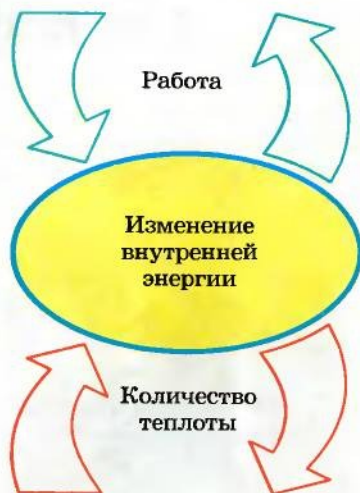 Работа
Изменение
внутренней
энергии
Количество
теплоты